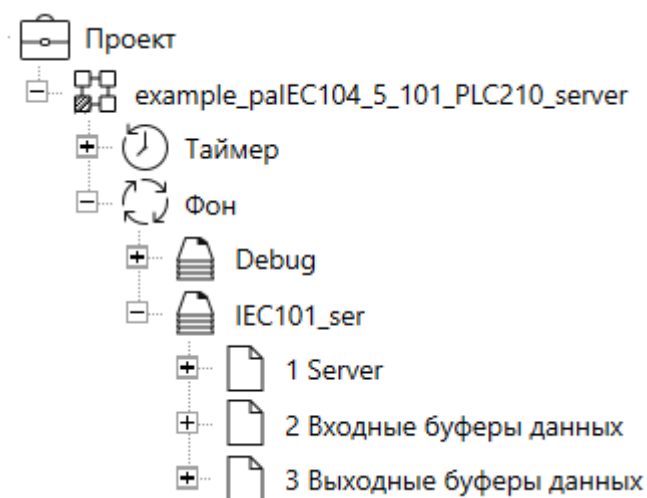 Проект
example_palEC104_5_101_PLC210_server
Таймер
Фон
Debug
IEC101_ser
1 Server
2 Входные буферы данных
3 Выходные буферы данных